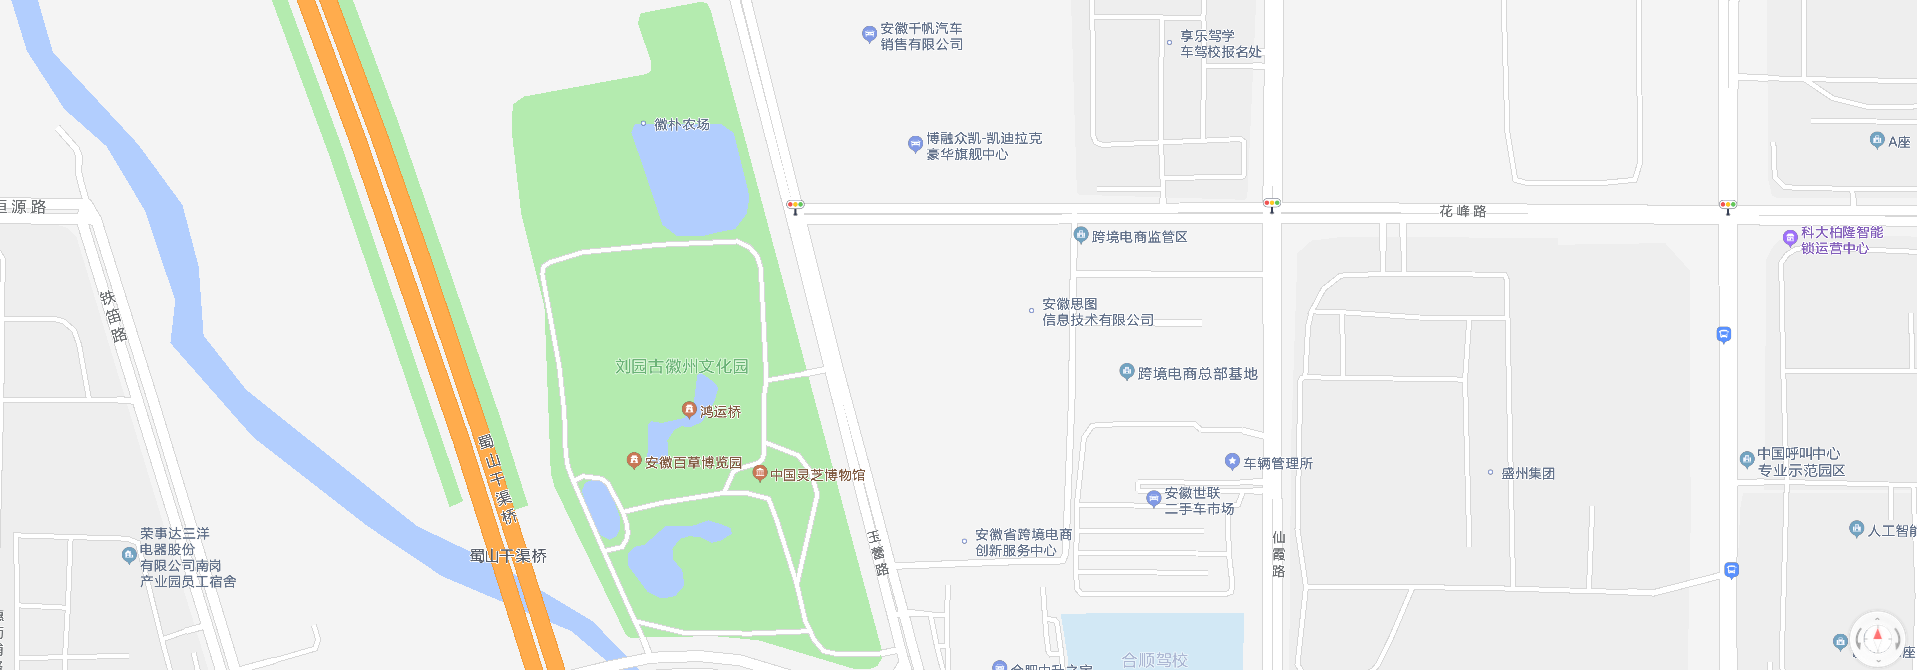 安徽千帆汽车
销售有限公司
享乐驾学
车驾校报名处
徽朴农场
博融众凯-凯迪拉克
豪华旗舰中心
A座
恒源路
花峰路
跨境电商监管区
科大柏隆智能
锁运营中心
铁笛路
安徽思图
信息技术有限公司
刘园古徽州文化园
跨境电商总部基地
鸿运桥
蜀山干渠桥
安徽百草博览园
中国灵芝博物馆
车辆管理所
盛州集团
中国呼叫中心
专业示范园区
安徽世联
二手车市场
荣事达三洋
电器股份
有限公司南岗
产业园员工宿舍
蜀山干渠桥
玉蘭路
安徽省跨境电商
创新服务中心
仙霞路
人工智能
合顺驾校
座